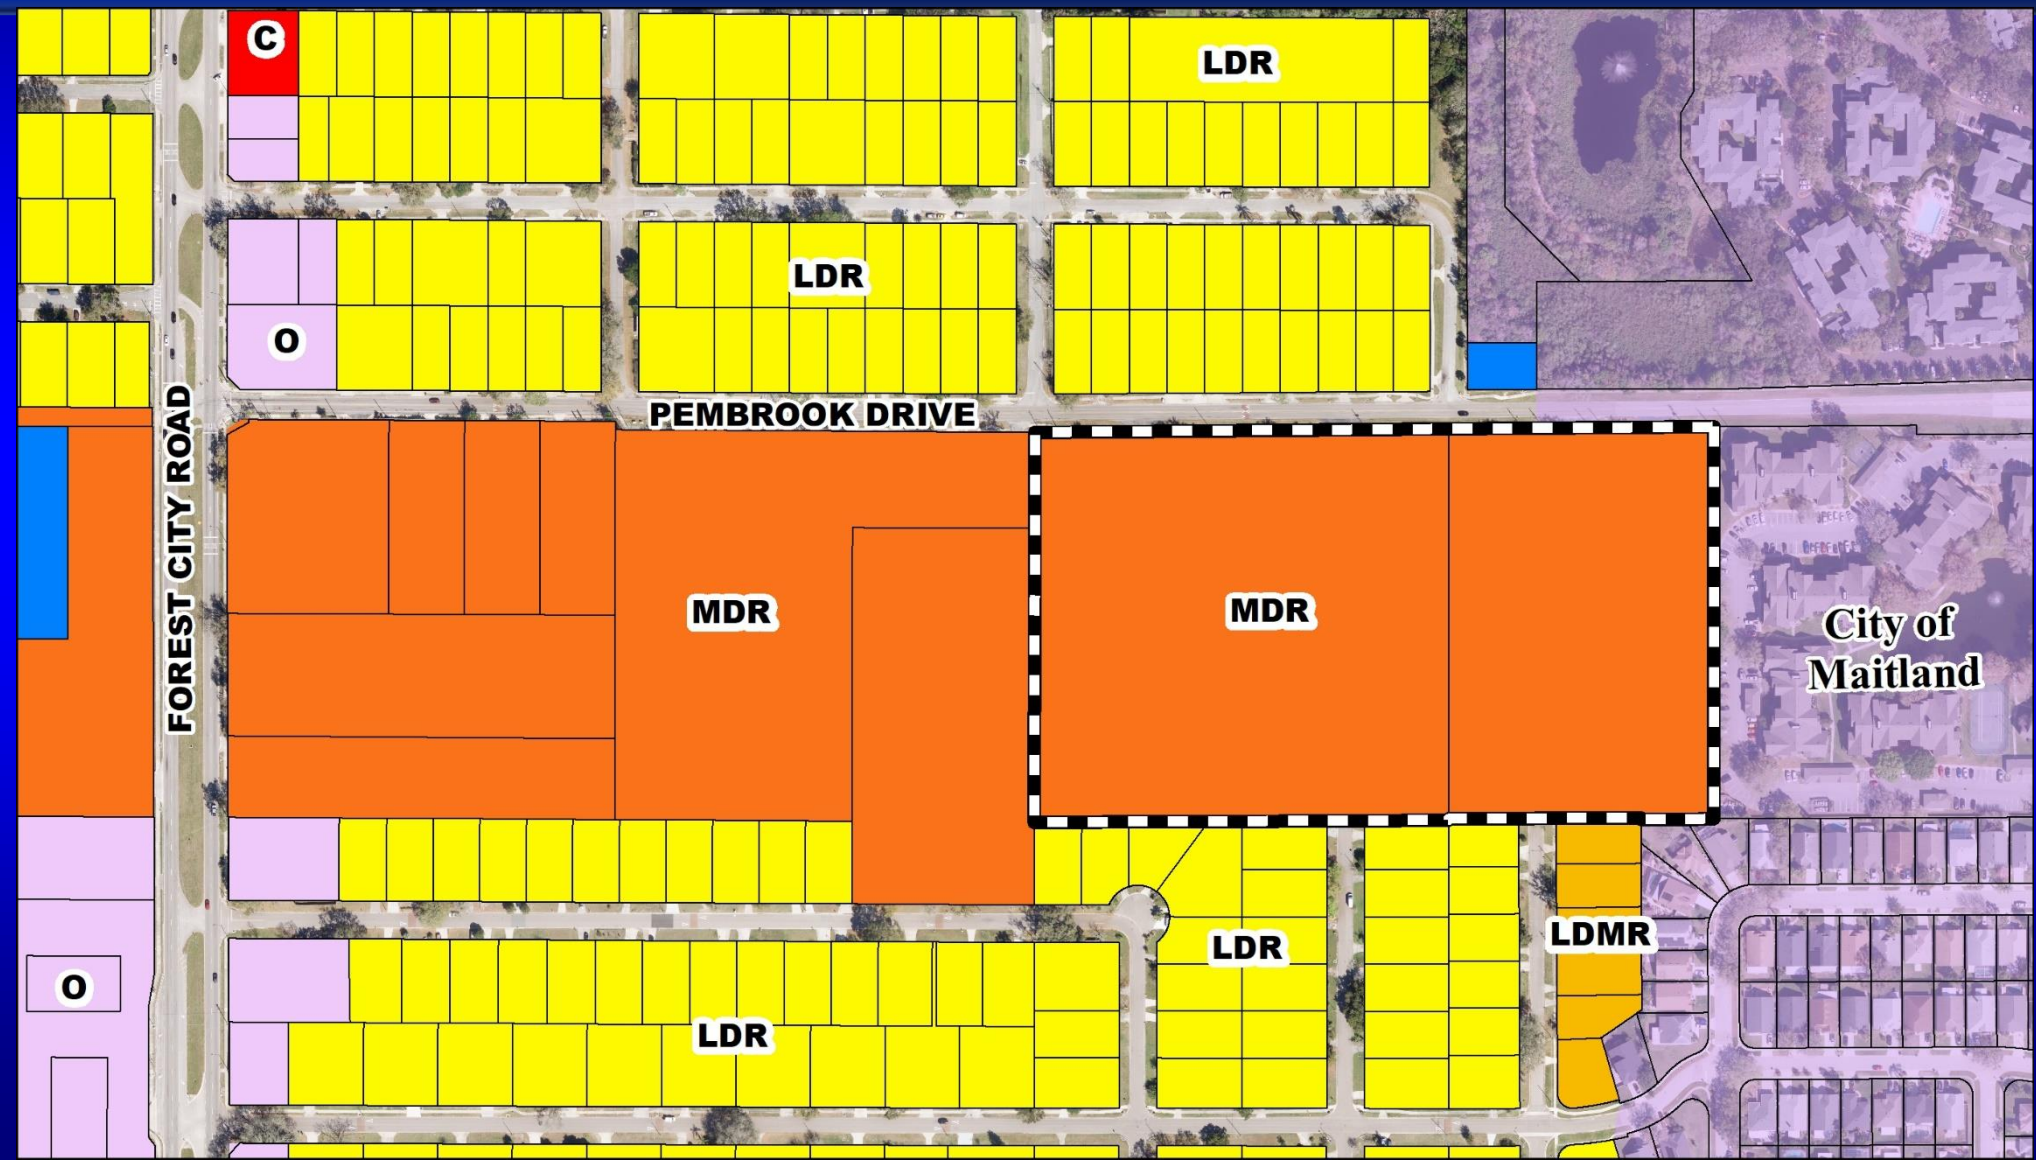 C
LDR
LDR
O
PEMBROOK DRIVE
FOREST CITY ROAD
MDR
MDR
City of
Maitland
LDR
LDMR
O
LDR